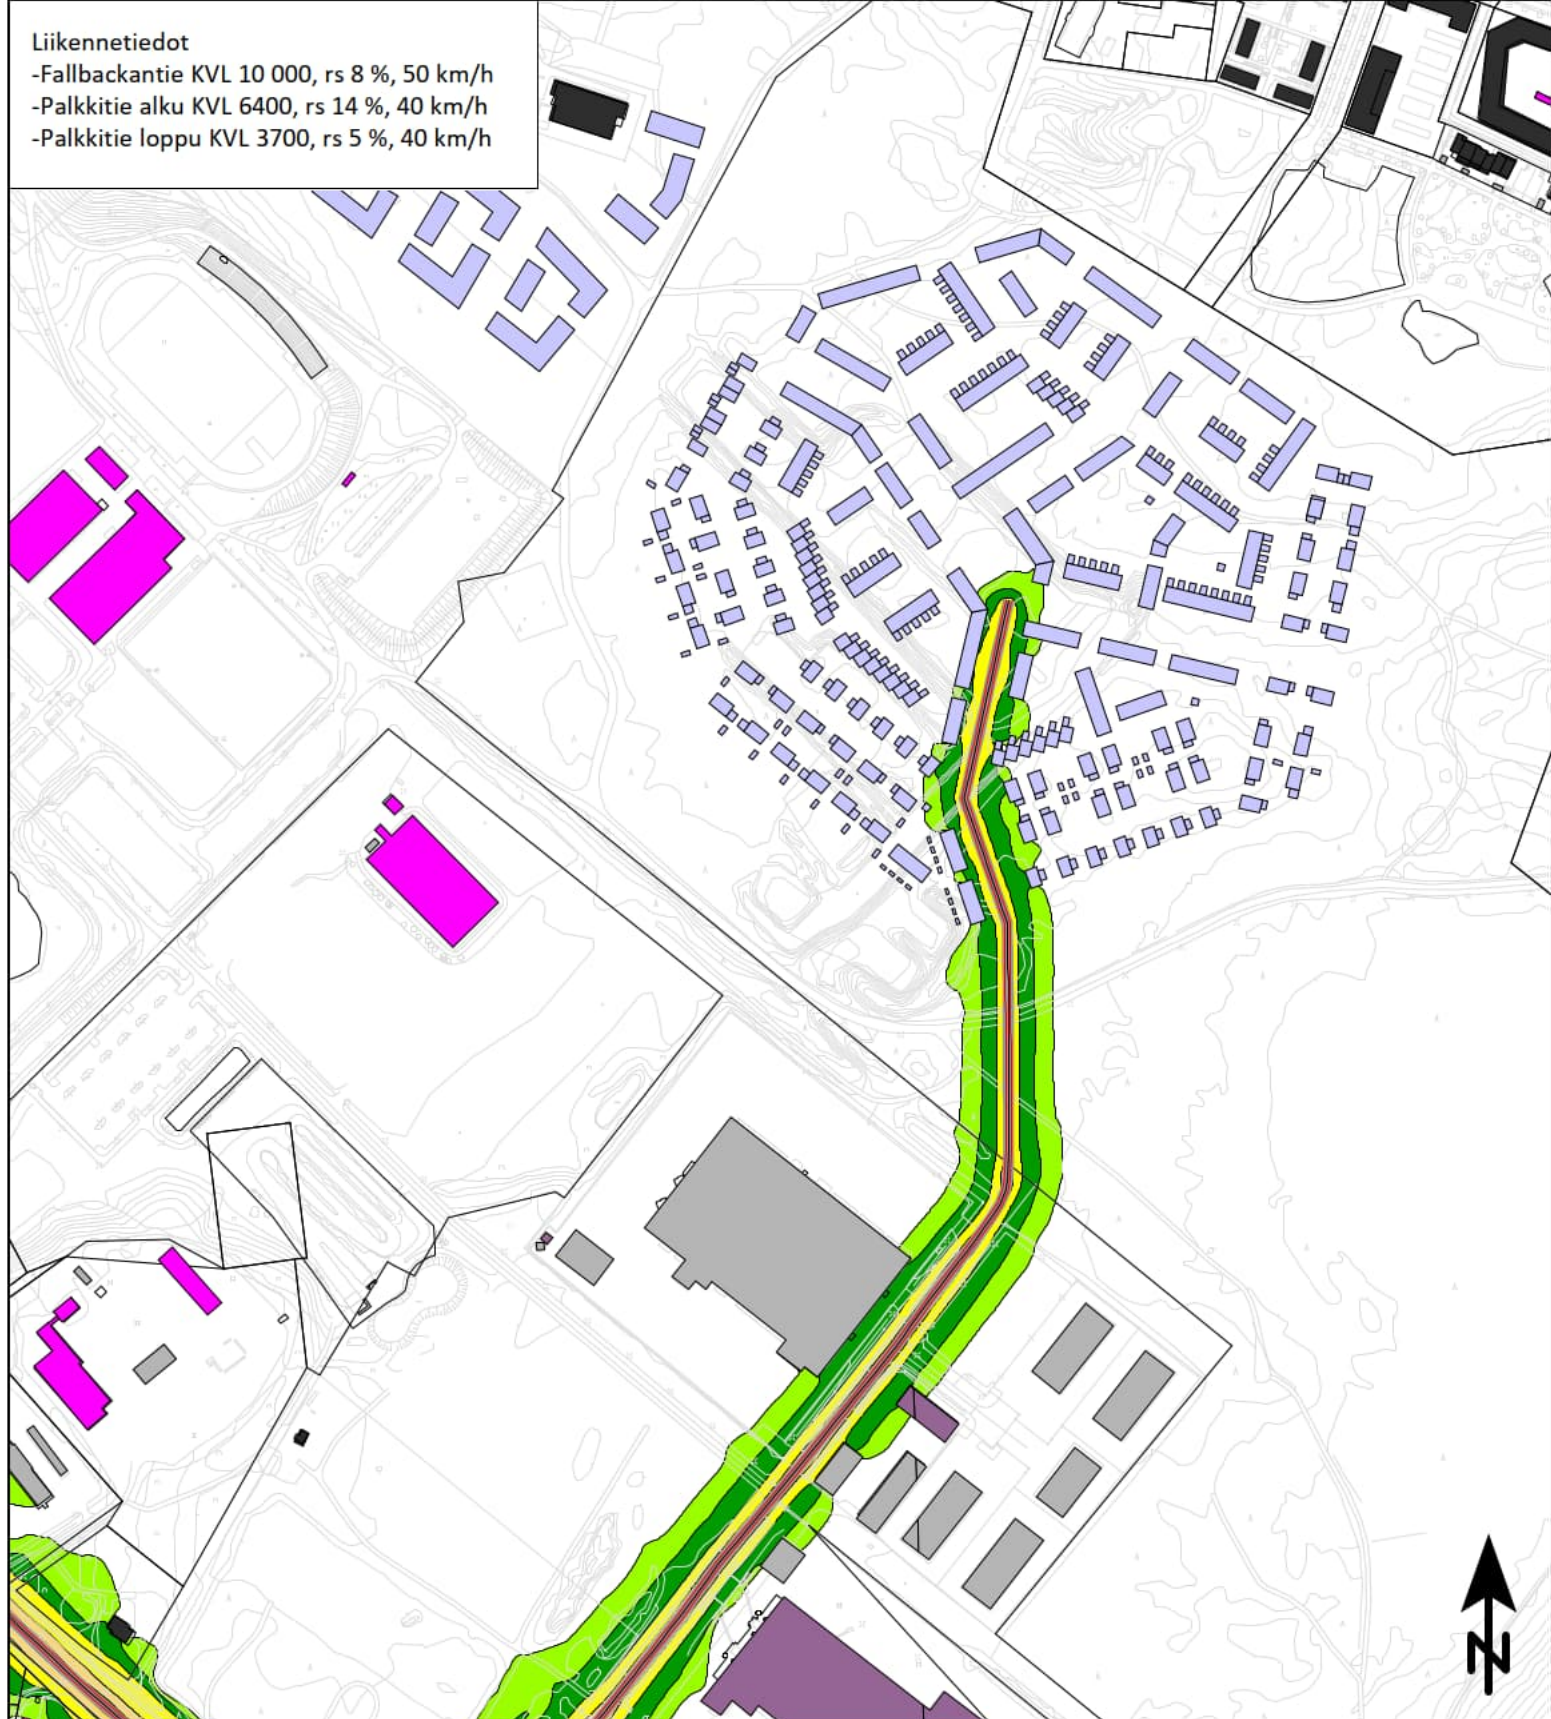 Liikennetiedot
-Fallbackantie KVL 10 000, rs 8 %, 50 km/h
-Palkkitie alku KVL 6400, rs 14 %, 40 km/h
-Palkkitie loppu KVL 3700, rs 5 %, 40 km/h
N